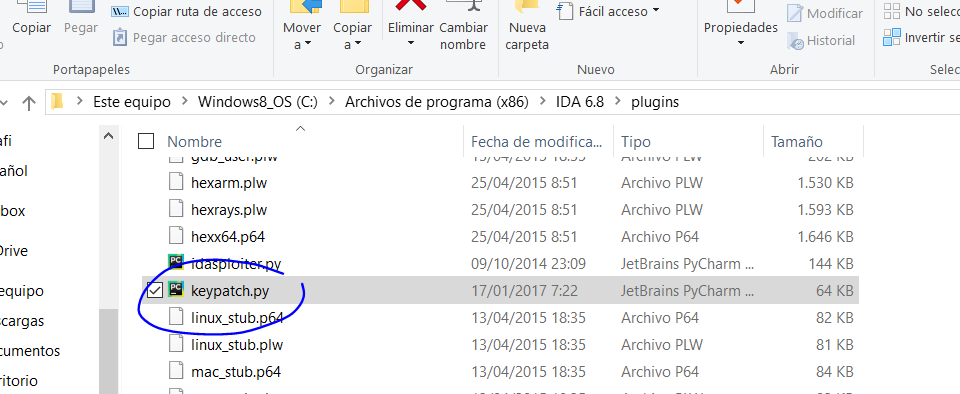 Copiar
Pegar
Copiar ruta de acceso
Pegar acceso directo
Mover a
Copiar a
Eliminar
Cambiar nombre
Nueva carpeta
Fácil acceso
Propiedades
Modificar
Historial
No selec
Invertir se
Portapapeles
Organizar
Nuevo
Abrir
Selec
Este equipo > Windows8_OS (C:) > Archivos de programa (x86) > IDA 6.8 > plugins
Nombre Fecha de modifica... Tipo Tamaño
gdb_user.plw 13/04/2015 18:35 Archivo PLW 262 KB
hexarm.plw 25/04/2015 8:51 Archivo PLW 1.530 KB
hexrays.plw 25/04/2015 8:51 Archivo PLW 1.593 KB
hexx64.p64 25/04/2015 8:51 Archivo P64 1.646 KB
idasploiter.py 09/10/2014 23:09 JetBrains PyCharm ... 144 KB
keypatch.py 17/01/2017 7:22 JetBrains PyCharm ... 64 KB
linux_stub.p64 13/04/2015 18:35 Archivo P64 82 KB
linux_stub.plw 13/04/2015 18:35 Archivo PLW 81 KB
mac_stub.p64 13/04/2015 18:35 Archivo P64 84 KB
afi
pañol
box
Drive
equipo
scargas
cumentos
ritorio